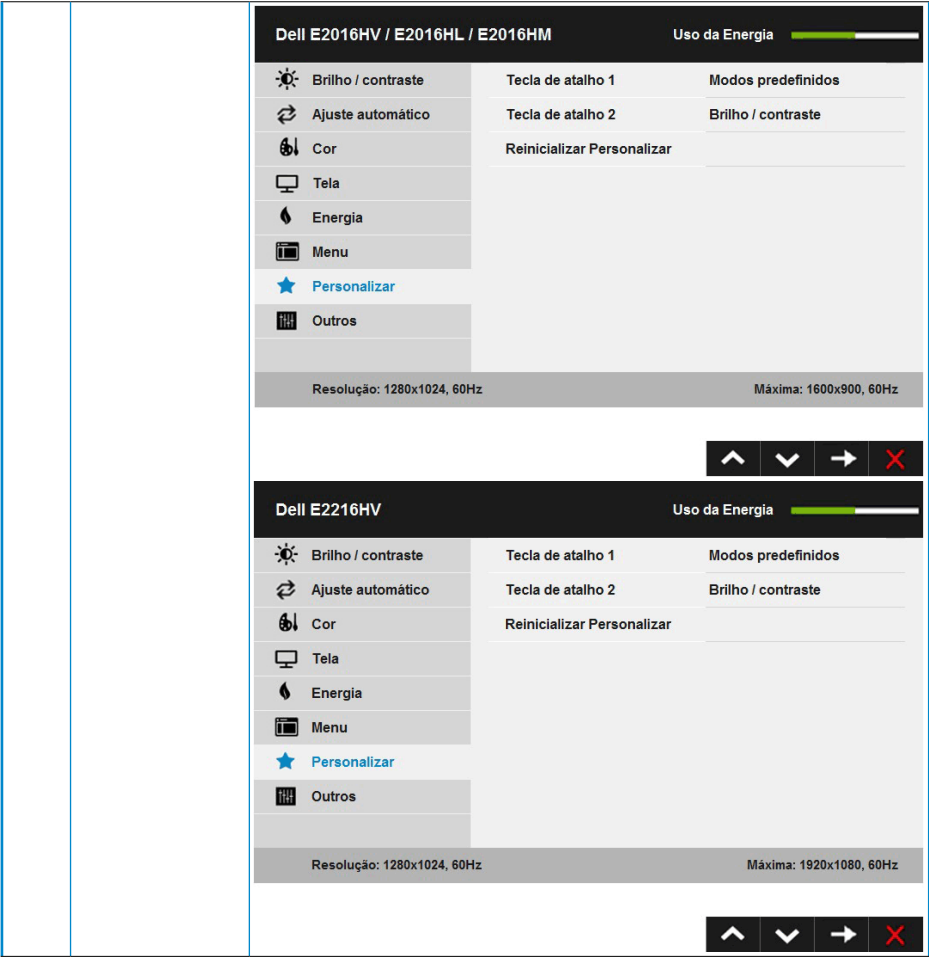 Dell E2016HV / E2016HL / E2016HM Uso da Energia
Brilho / contraste Tecla de atalho 1 Modos predefinidos
Ajuste automático Tecla de atalho 2 Brilho / contraste
Cor Reinicializar Personalizar
Tela
Energia
Menu
Personalizar
Outros
Resolução: 1280x1024, 60Hz Máxima: 1600x900, 60Hz
Dell E2216HV Uso da Energia
Brilho / contraste Tecla de atalho 1 Modos predefinidos
Ajuste automático Tecla de atalho 2 Brilho / contraste
Cor Reinicializar Personalizar
Tela
Energia
Menu
Personalizar
Outros
Resolução: 1280x1024, 60Hz Máxima: 1920x1080, 60Hz